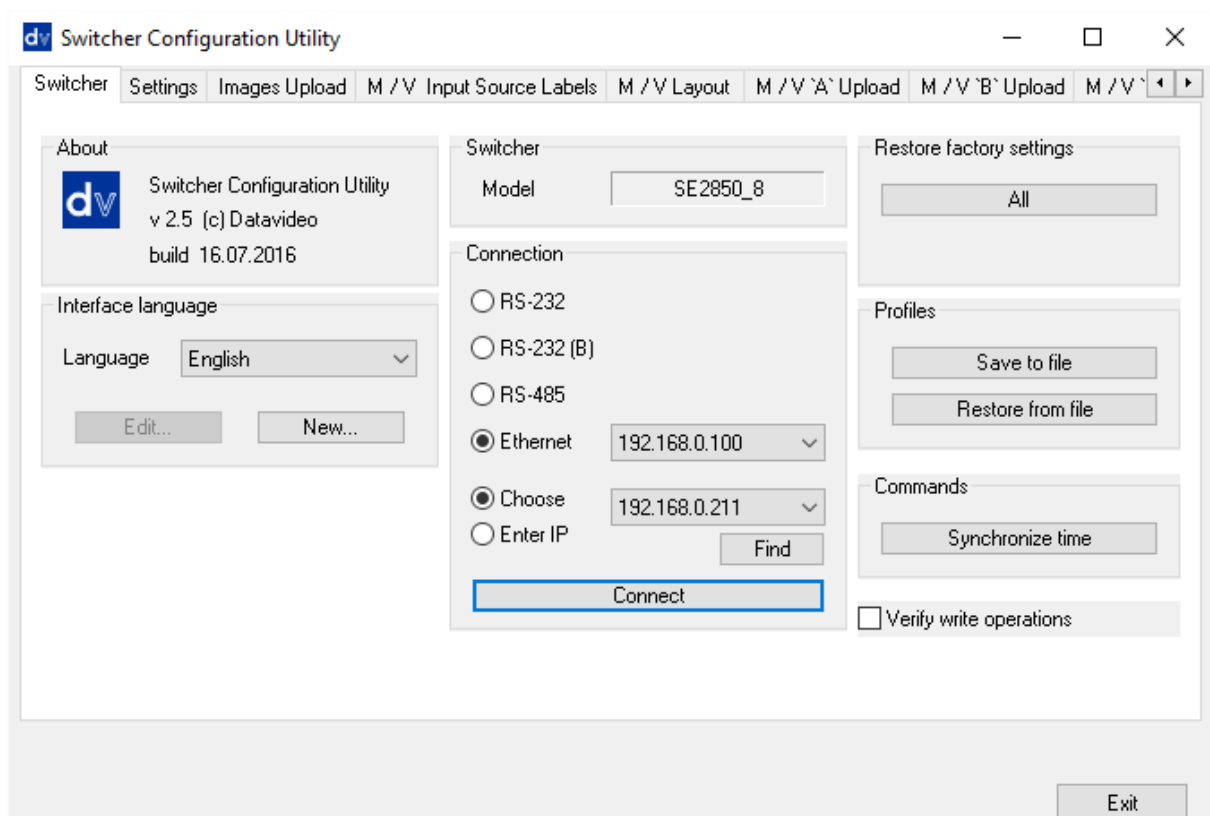 dv Switcher Configuration Utility
Switcher Settings Images Upload M / V Input Source Labels M / V Layout M / V `A` Upload M / V `B` Upload M / V `
About
dv
Switcher Configuration Utility
v 2.5 (c) Datavideo
build 16.07.2016
Interface language
Language English
Edit... New...
Switcher
Model SE2850_8
Connection
RS-232
RS-232 (B)
RS-485
Ethernet 192.168.0.100
Choose 192.168.0.211
Enter IP
Find
Connect
Restore factory settings
All
Profiles
Save to file
Restore from file
Commands
Synchronize time
Verify write operations
Exit